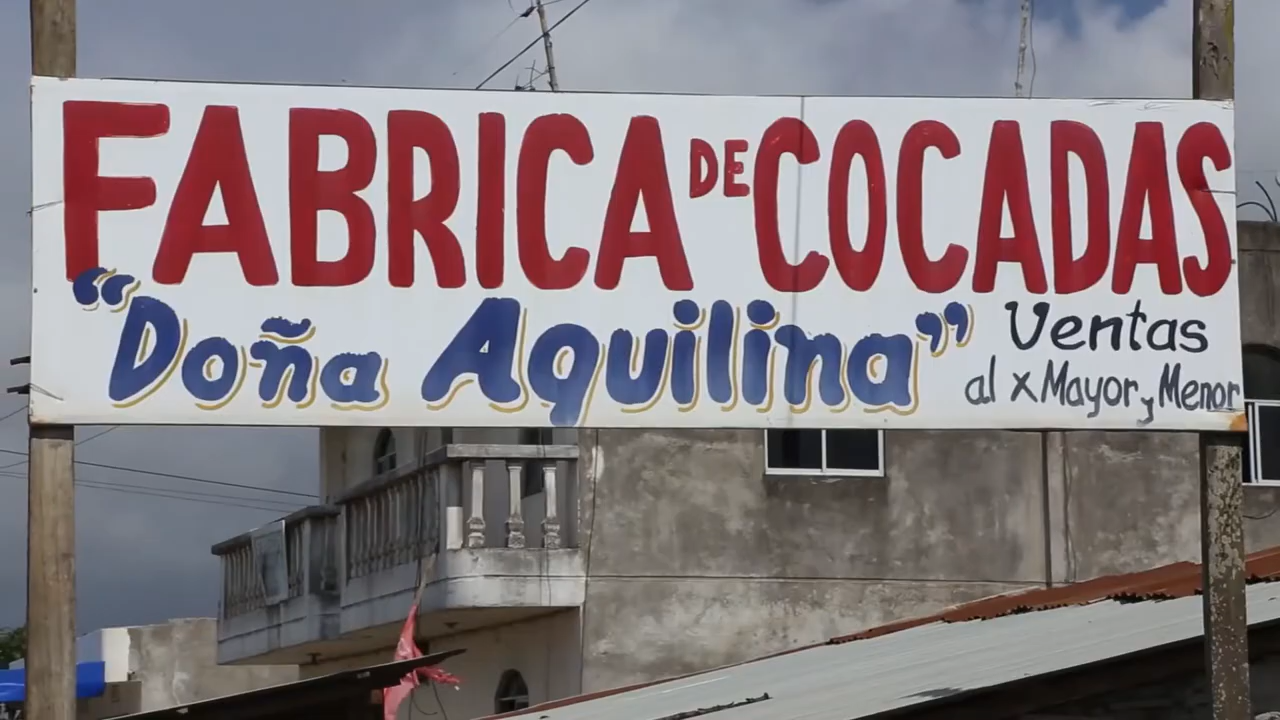 FABRICA DE COCADAS
“Doña Aquilina”
Ventas
al x Mayor y Menor